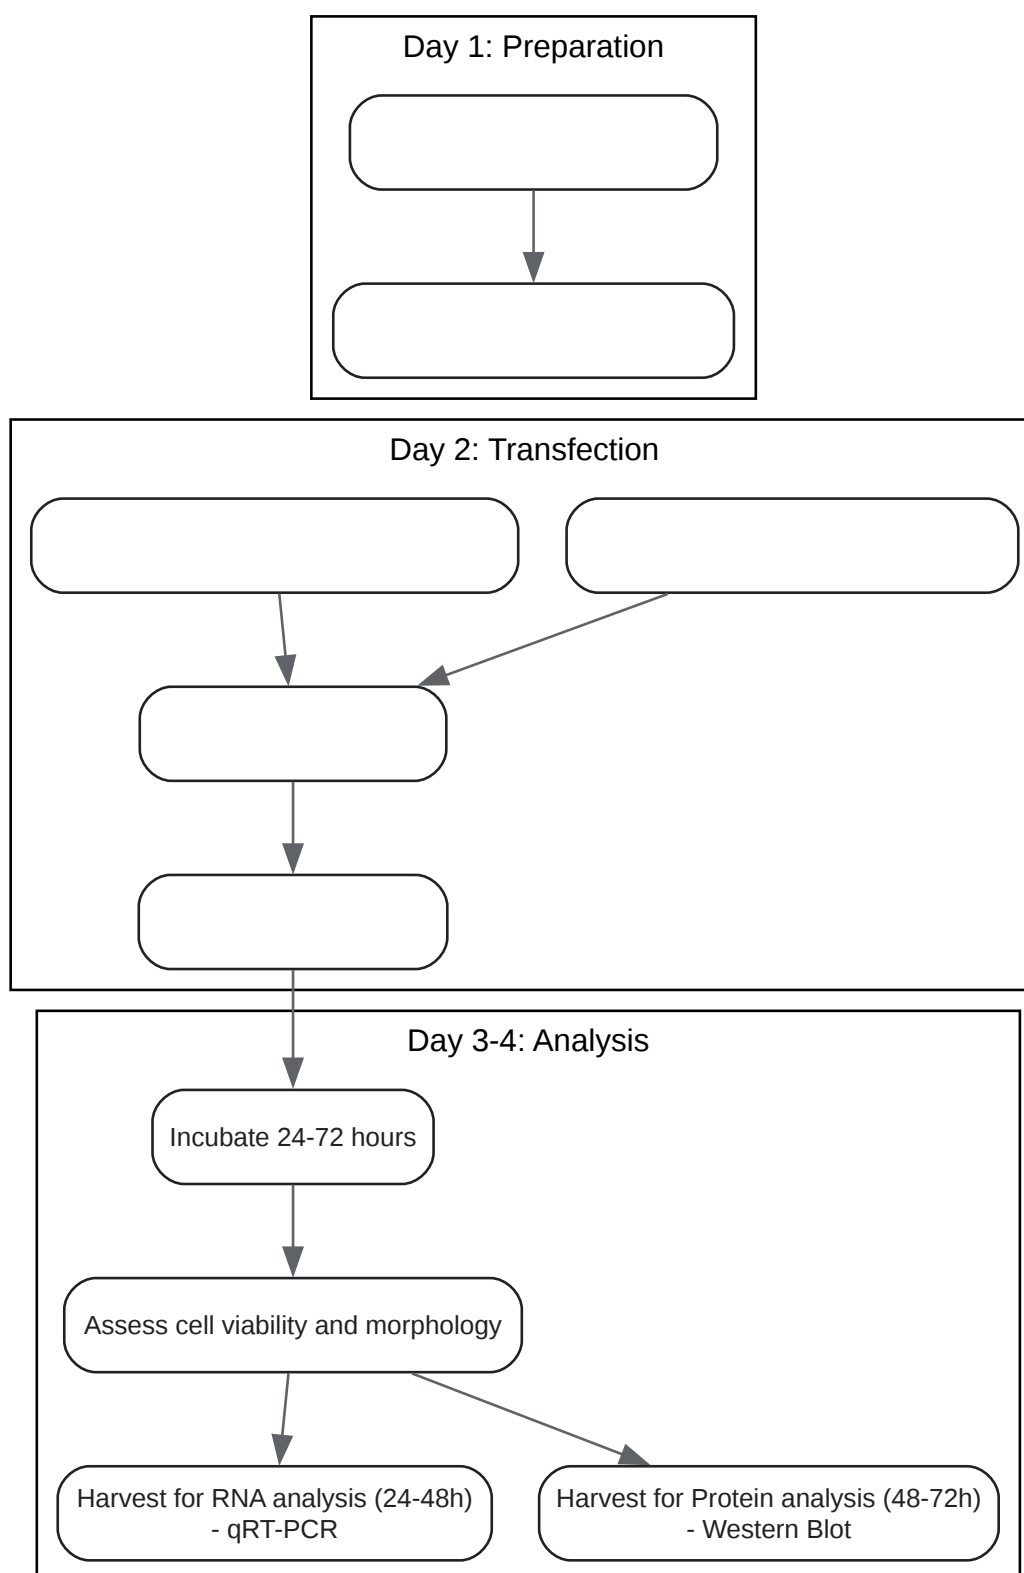 Day 1: Preparation
Day 2: Transfection
Day 3-4: Analysis
Incubate 24-72 hours
Assess cell viability and morphology
Harvest for RNA analysis (24-48h)
- qRT-PCR
Harvest for Protein analysis (48-72h)
- Western Blot